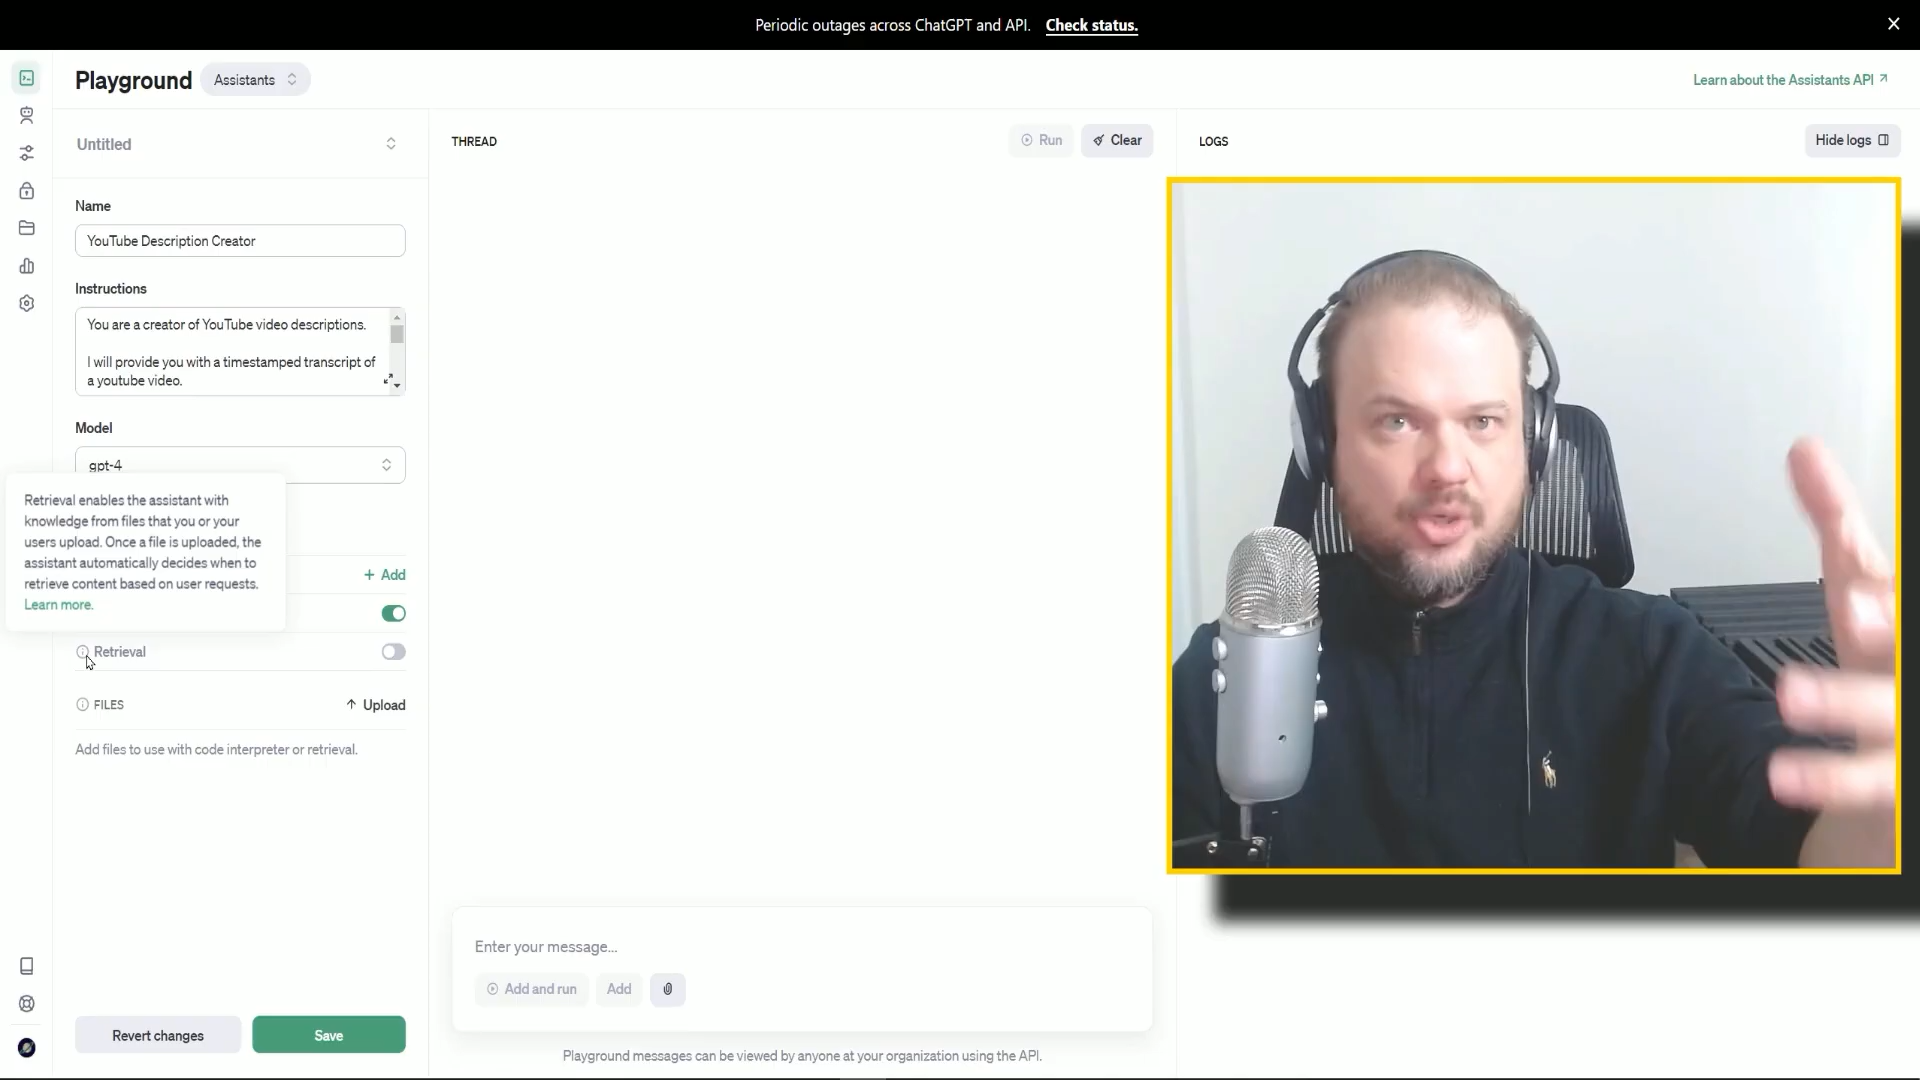 Periodic outages across ChatGPT and API. Check status.
Playground
Assistants
Learn about the Assistants API
Untitled
THREAD
Run
Clear
LOGS
Hide logs
Name
YouTube Description Creator
Instructions
You are a creator of YouTube video descriptions.
I will provide you with a timestamped transcript of
a youtube video.
Model
gpt-4
Retrieval enables the assistant with
knowledge from files that you or your
users upload. Once a file is uploaded, the
assistant automatically decides when to
retrieve content based on user requests.
Learn more.
+ Add
Retrieval
FILES
Upload
Add files to use with code interpreter or retrieval.
Enter your message...
Add and run
Add
Revert changes
Save
Playground messages can be viewed by anyone at your organization using the API.